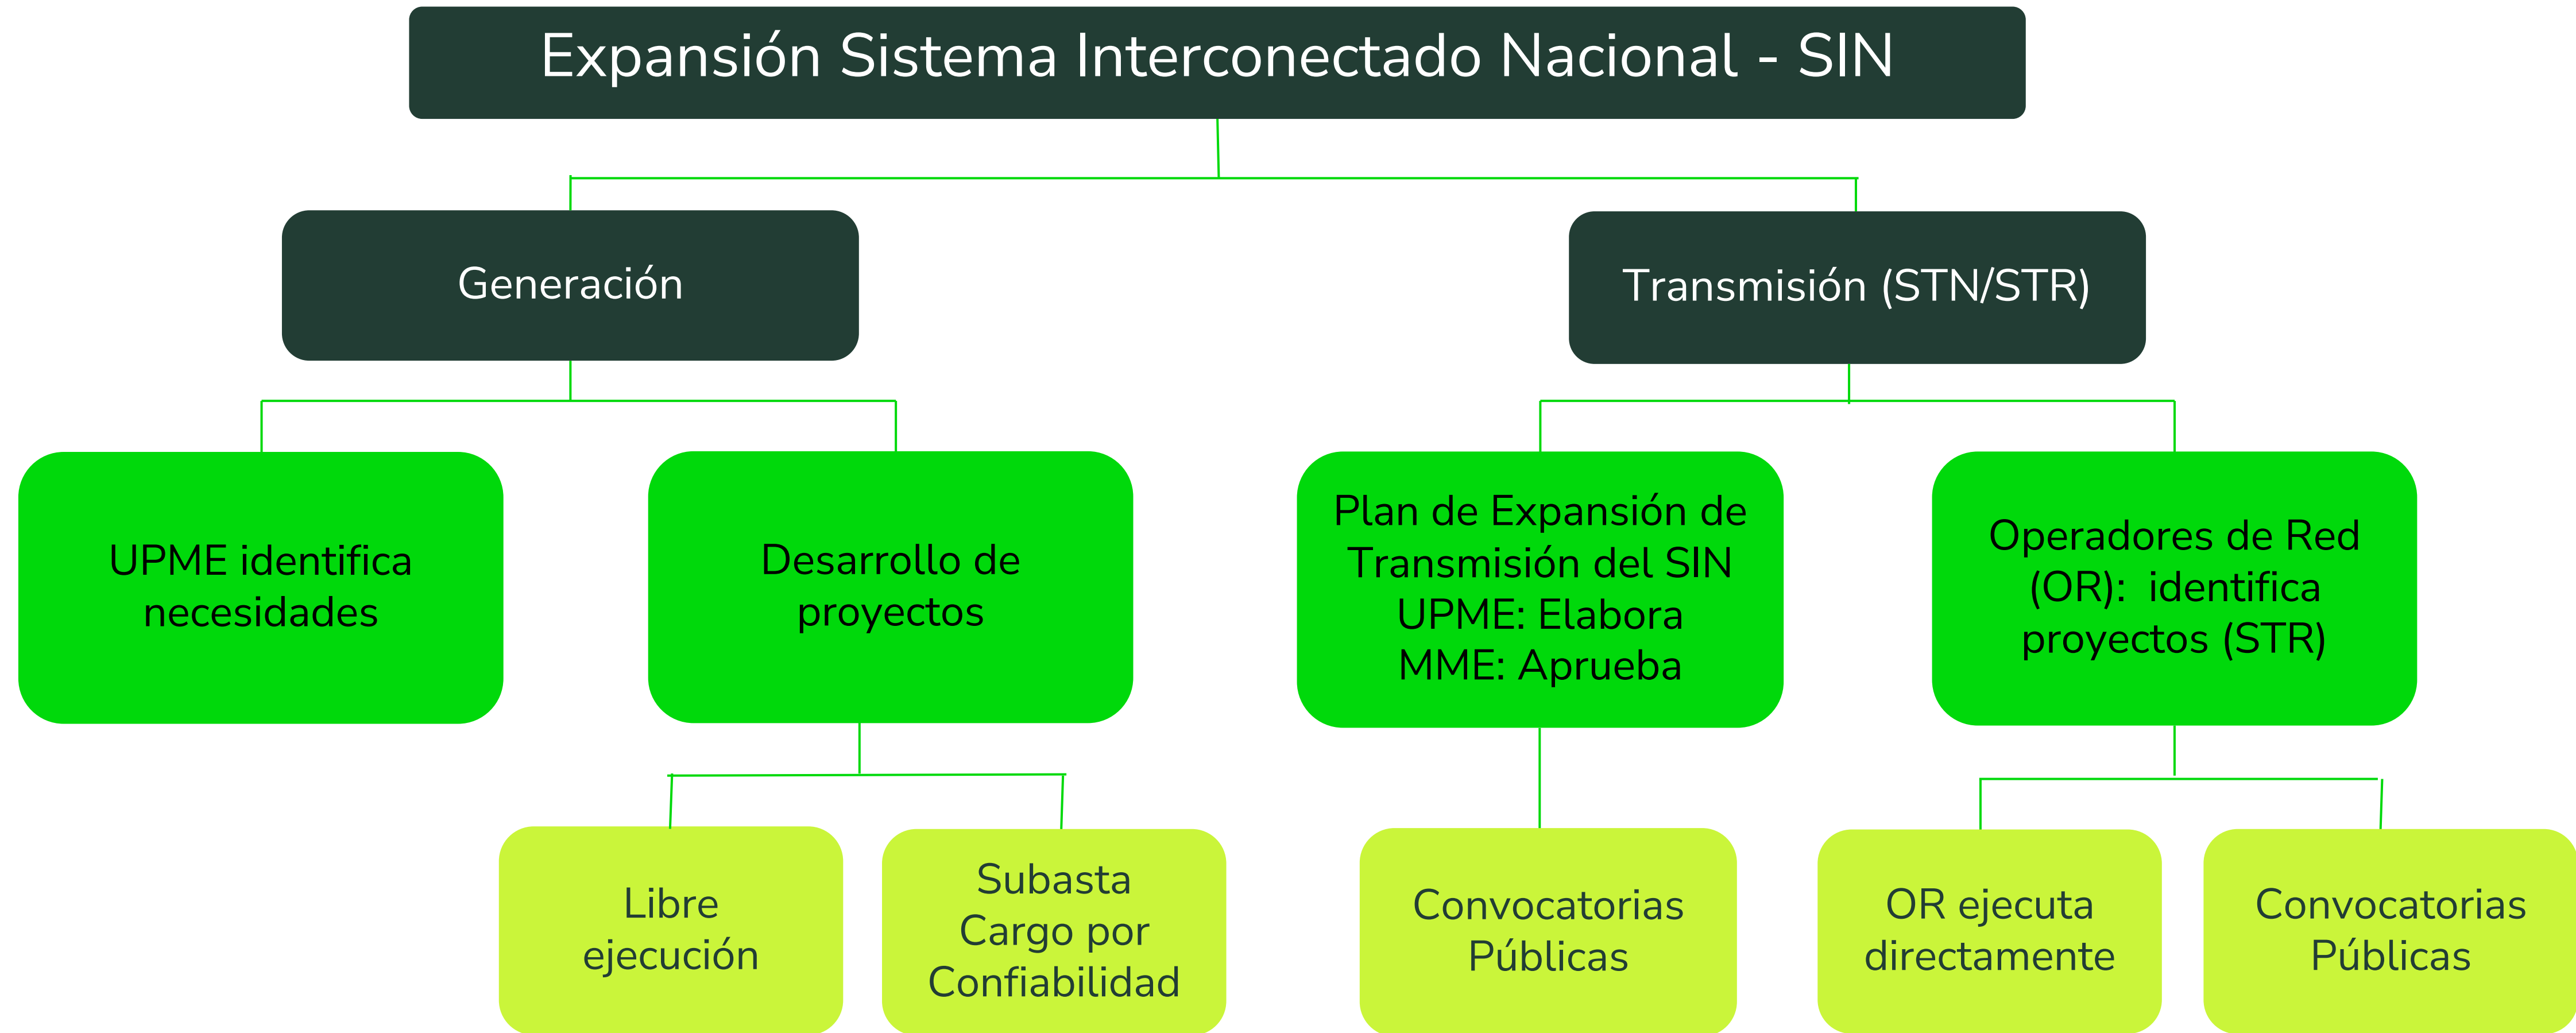 Expansión Sistema Interconectado Nacional - SIN
Generación
Transmisión (STN/STR)
UPME identifica
necesidades
Desarrollo de
proyectos
Plan de Expansión de
Transmisión del SIN
UPME: Elabora
MME: Aprueba
Operadores de Red
(OR):  identifica
proyectos (STR)
Libre
ejecución
Subasta
Cargo por
Confiabilidad
Convocatorias
Públicas
OR ejecuta
directamente
Convocatorias
Públicas